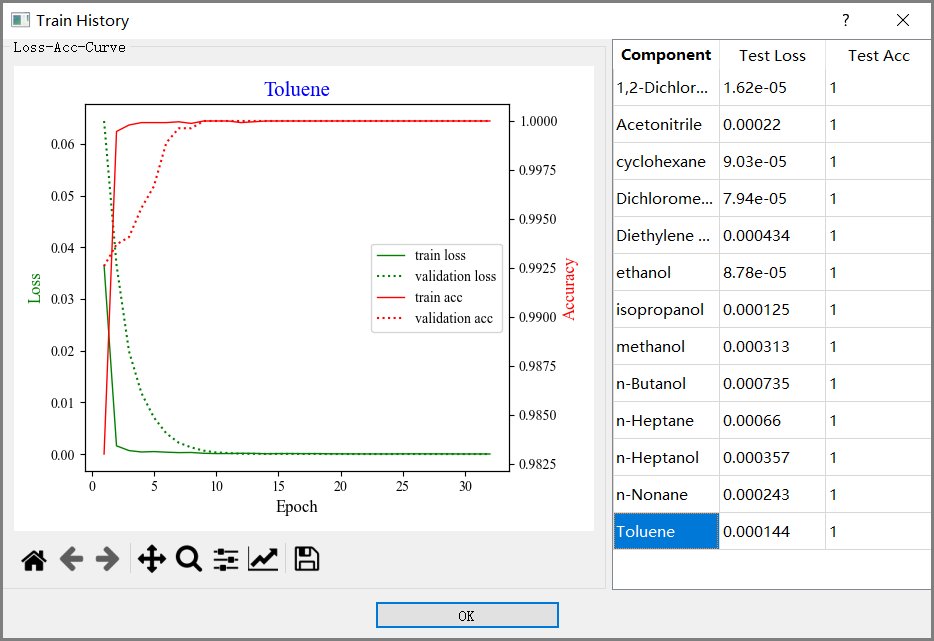 Train History
?
Loss-Acc-Curve
Toluene
0.06
0.05
0.04
0.03
0.02
0.01
0.00
Loss
1.0000
0.9975
0.9950
0.9925
0.9900
0.9875
0.9850
0.9825
Accuracy
train loss
validation loss
train acc
validation acc
0 5 10 15 20 25 30
Epoch
Component Test Loss Test Acc
1,2-Dichlor... 1.62e-05 1
Acetonitrile 0.00022 1
cyclohexane 9.03e-05 1
Dichlorome... 7.94e-05 1
Diethylene ... 0.000434 1
ethanol 8.78e-05 1
isopropanol 0.000125 1
methanol 0.000313 1
n-Butanol 0.000735 1
n-Heptane 0.00066 1
n-Heptanol 0.000357 1
n-Nonane 0.000243 1
Toluene 0.000144 1
OK